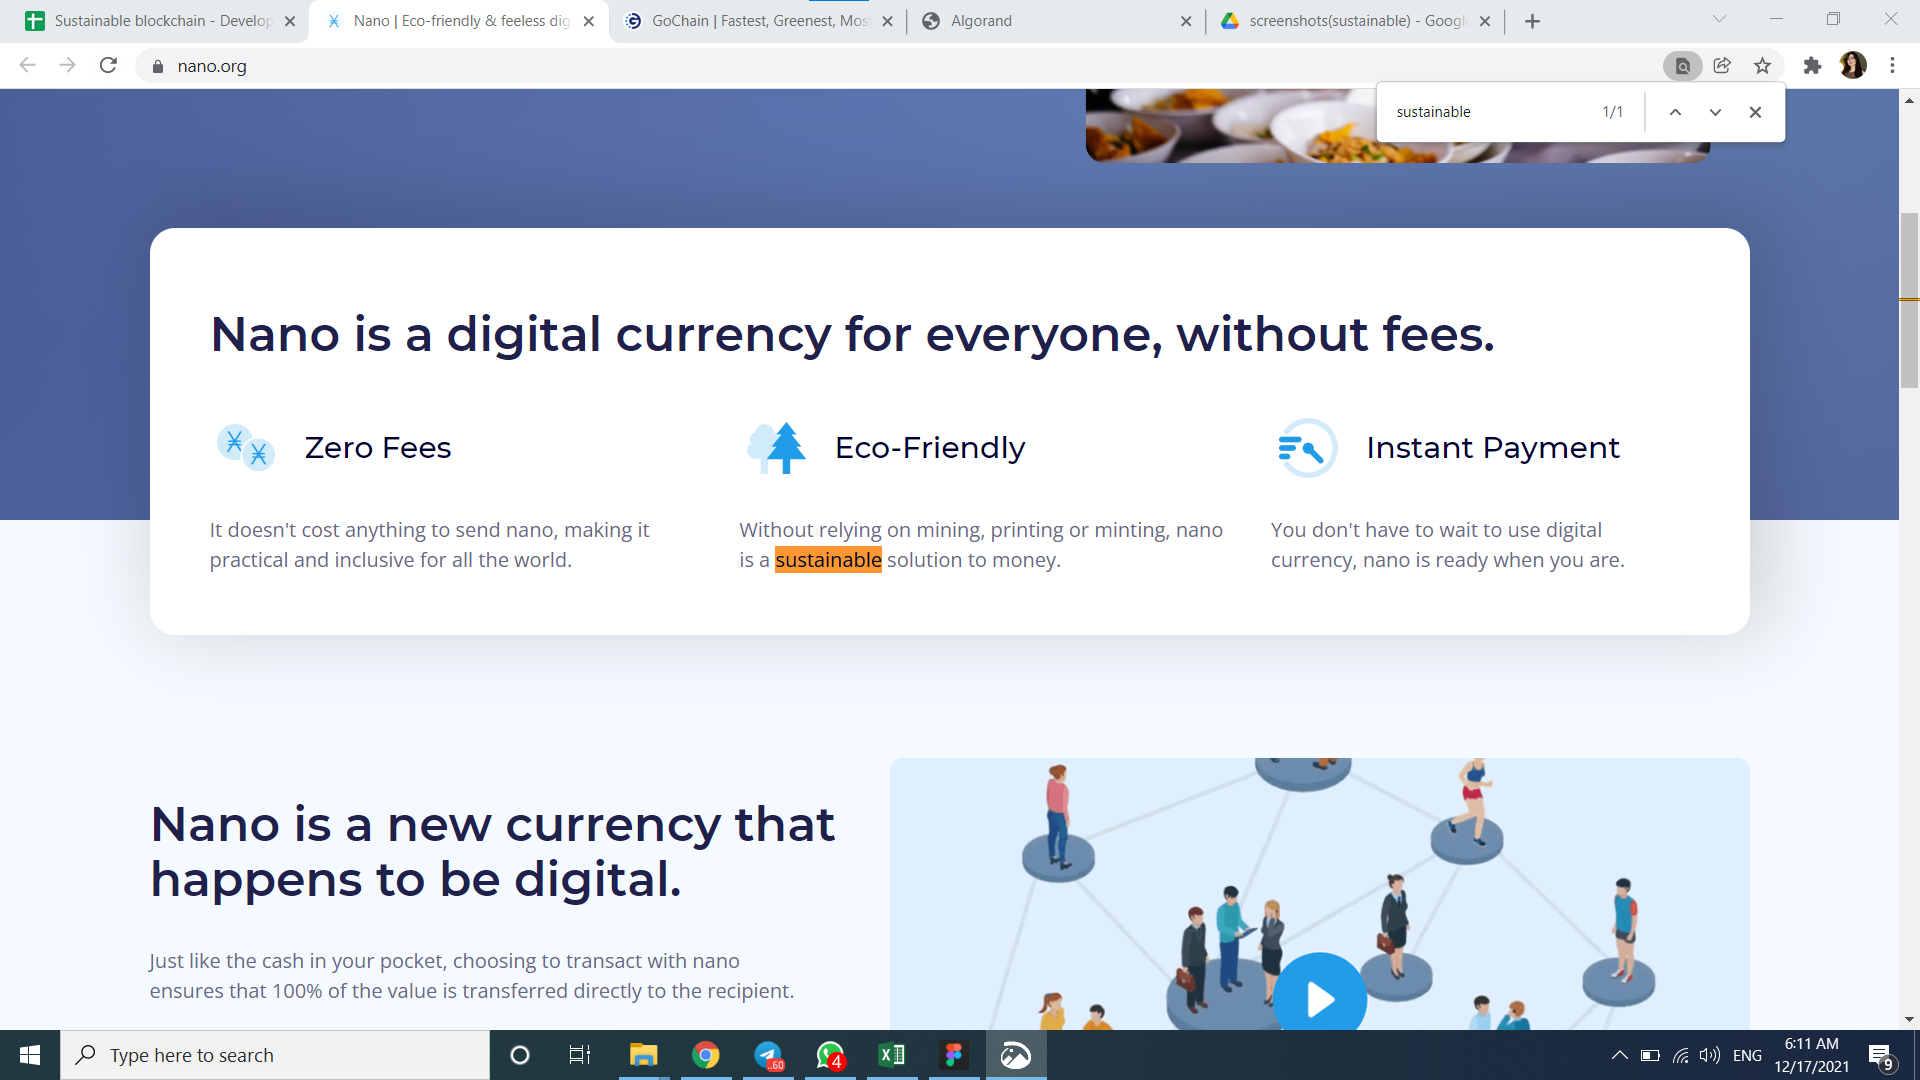 Sustainable blockchain - Develop
Nano | Eco-friendly & feeless dig
GoChain | Fastest, Greenest, Mos
Algorand
screenshots(sustainable) - Googl
nano.org
sustainable 1/1
Nano is a digital currency for everyone, without fees.
Zero Fees
It doesn't cost anything to send nano, making it
practical and inclusive for all the world.
Eco-Friendly
Without relying on mining, printing or minting, nano
is a sustainable solution to money.
Instant Payment
You don't have to wait to use digital
currency, nano is ready when you are.
Nano is a new currency that
happens to be digital.
Just like the cash in your pocket, choosing to transact with nano
ensures that 100% of the value is transferred directly to the recipient.
Type here to search
..60
4
ENG
6:11 AM
12/17/2021
9